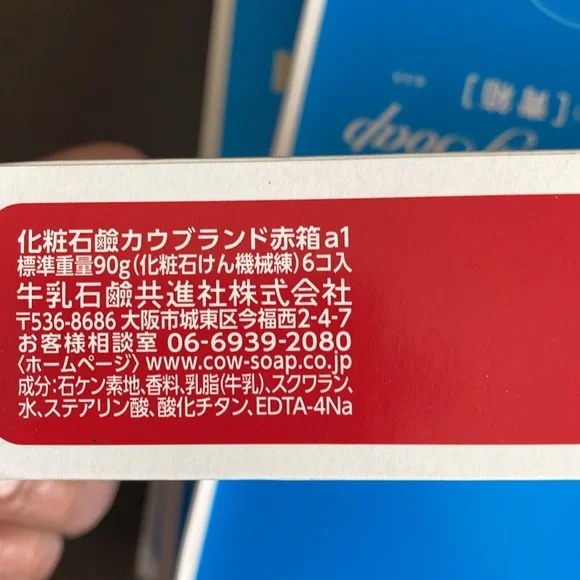 化粧石鹼カウブランド赤箱a1
標準重量90g(化粧石けん機械練)6コ入
牛乳石鹼共進社株式会社
〒536-8686 大阪市城東区今福西2-4-7
お客様相談室 06-6939-2080
〈ホームページ〉www.cow-soap.co.jp
成分:石ケン素地、香料、乳脂(牛乳)、スクワラン、
水、ステアリン酸、酸化チタン、EDTA-4Na
[青箱]
Soap